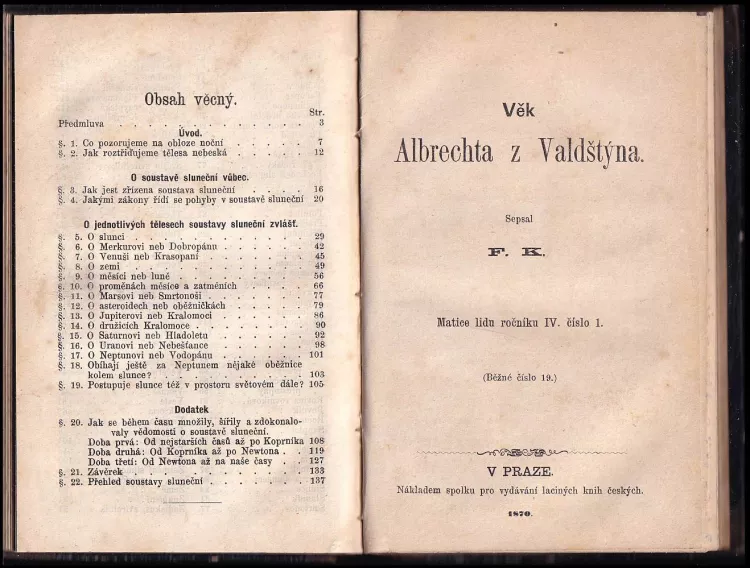 Obsah věcný.
Str.
Předmluva . . . . . . . . . . . . . 3
Úvod.
§. 1. Co pozorujeme na obloze noční . . . . . 7
§. 2. Jak roztřiďujeme tělesa nebeská . . . . . 12
O soustavě sluneční vůbec.
§. 3. Jak jest zřízena soustava sluneční . . . . 16
§. 4. Jakými zákony řídí se pohyby v soustavě sluneční 20
O jednotlivých tělesech soustavy sluneční zvlášť.
§. 5. O slunci . . . . . . . . . . . . 29
§. 6. O Merkurovi neb Dobropánu . . . . . . 42
§. 7. O Venuši neb Krasopaní . . . . . . . 45
§. 8. O zemi . . . . . . . . . . . . 49
§. 9. O měsíci neb luně . . . . . . . . . 56
§. 10. O proměnách měsíce a zatměních . . . . . 66
§. 11. O Marsovi neb Smrtonoši . . . . . . . 77
§. 12. O asteroidech neb oběžničkách . . . . . 79
§. 13. O Jupiterovi neb Kralomoci . . . . . . 86
§. 14. O družicích Kralomoce . . . . . . . 90
§. 15. O Saturnovi neb Hladoletu . . . . . . 92
§. 16. O Uranovi neb Nebešťance . . . . . . 98
§. 17. O Neptunovi neb Vodopánu . . . . . . 101
§. 18. Obíhají ještě za Neptunem nějaké oběžnice
kolem slunce? . . . . . . . . . . 103
§. 19. Postupuje slunce též v prostoru světovém dále? 105
Dodatek
§. 20. Jak se během času množily, šířily a zdokonalo-
valy vědomosti o soustavě sluneční.
Doba prvá: Od nejstarších časů až po Koprníka 108
Doba druhá: Od Koprníka až po Newtona . . 119
Doba třetí: Od Newtona až na naše časy . . 127
§. 21. Závěrek . . . . . . . . . . . . 133
§. 22. Přehled soustavy sluneční . . . . . . . 137
Věk
Albrechta z Valdštýna.
Sepsal
F. K.
Matice lidu ročníku IV. číslo 1.
(Běžné číslo 19.)
V PRAZE.
Nákladem spolku pro vydávání laciných knih českých.
1870.